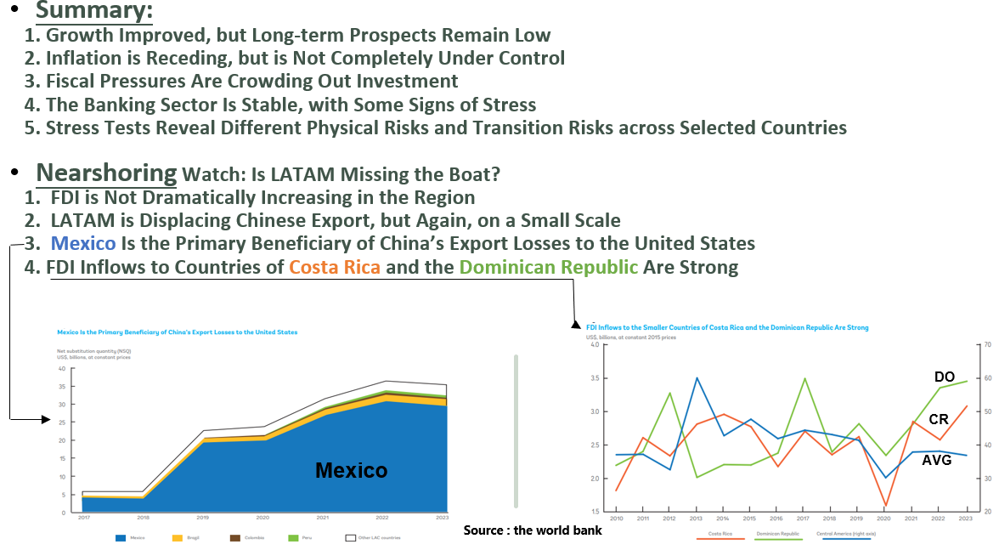 • Summary:
1. Growth Improved, but Long-term Prospects Remain Low
2. Inflation is Receding, but is Not Completely Under Control
3. Fiscal Pressures Are Crowding Out Investment
4. The Banking Sector Is Stable, with Some Signs of Stress
5. Stress Tests Reveal Different Physical Risks and Transition Risks across Selected Countries
• Nearshoring Watch: Is LATAM Missing the Boat?
1. FDI is Not Dramatically Increasing in the Region
2. LATAM is Displacing Chinese Export, but Again, on a Small Scale
3. Mexico Is the Primary Beneficiary of China's Export Losses to the United States
4. FDI Inflows to Countries of Costa Rica and the Dominican Republic Are Strong
Mexico Is the Primary Beneficiary of China's Export Losses to the United States
Net substitution quantity (NSQ)
US$, billions, at constant prices
40
35
30
25
20
15
10
5
0
2017 2018 2019 2020 2021 2022 2023
Mexico
Mexico Brazil Colombia Peru Other LAC countries
Source : the world bank
FDI Inflows to the Smaller Countries of Costa Rica and the Dominican Republic Are Strong
US$, billions, at constant 2015 prices
4.0 70
3.5 60
3.0 50
2.5 40
2.0 30
1.5 20
DO
CR
AVG
2010 2011 2012 2013 2014 2015 2016 2017 2018 2019 2020 2021 2022 2023
Costa Rica Dominican Republic Central America (right axis)